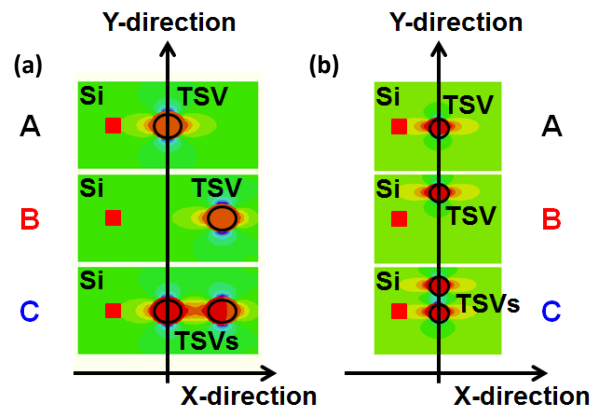 Y-direction Y-direction
(a) (b)
Si TSV Si TSV
A A
Si TSV Si
B TSV B
Si Si
C TSVs TSVs C
X-direction X-direction